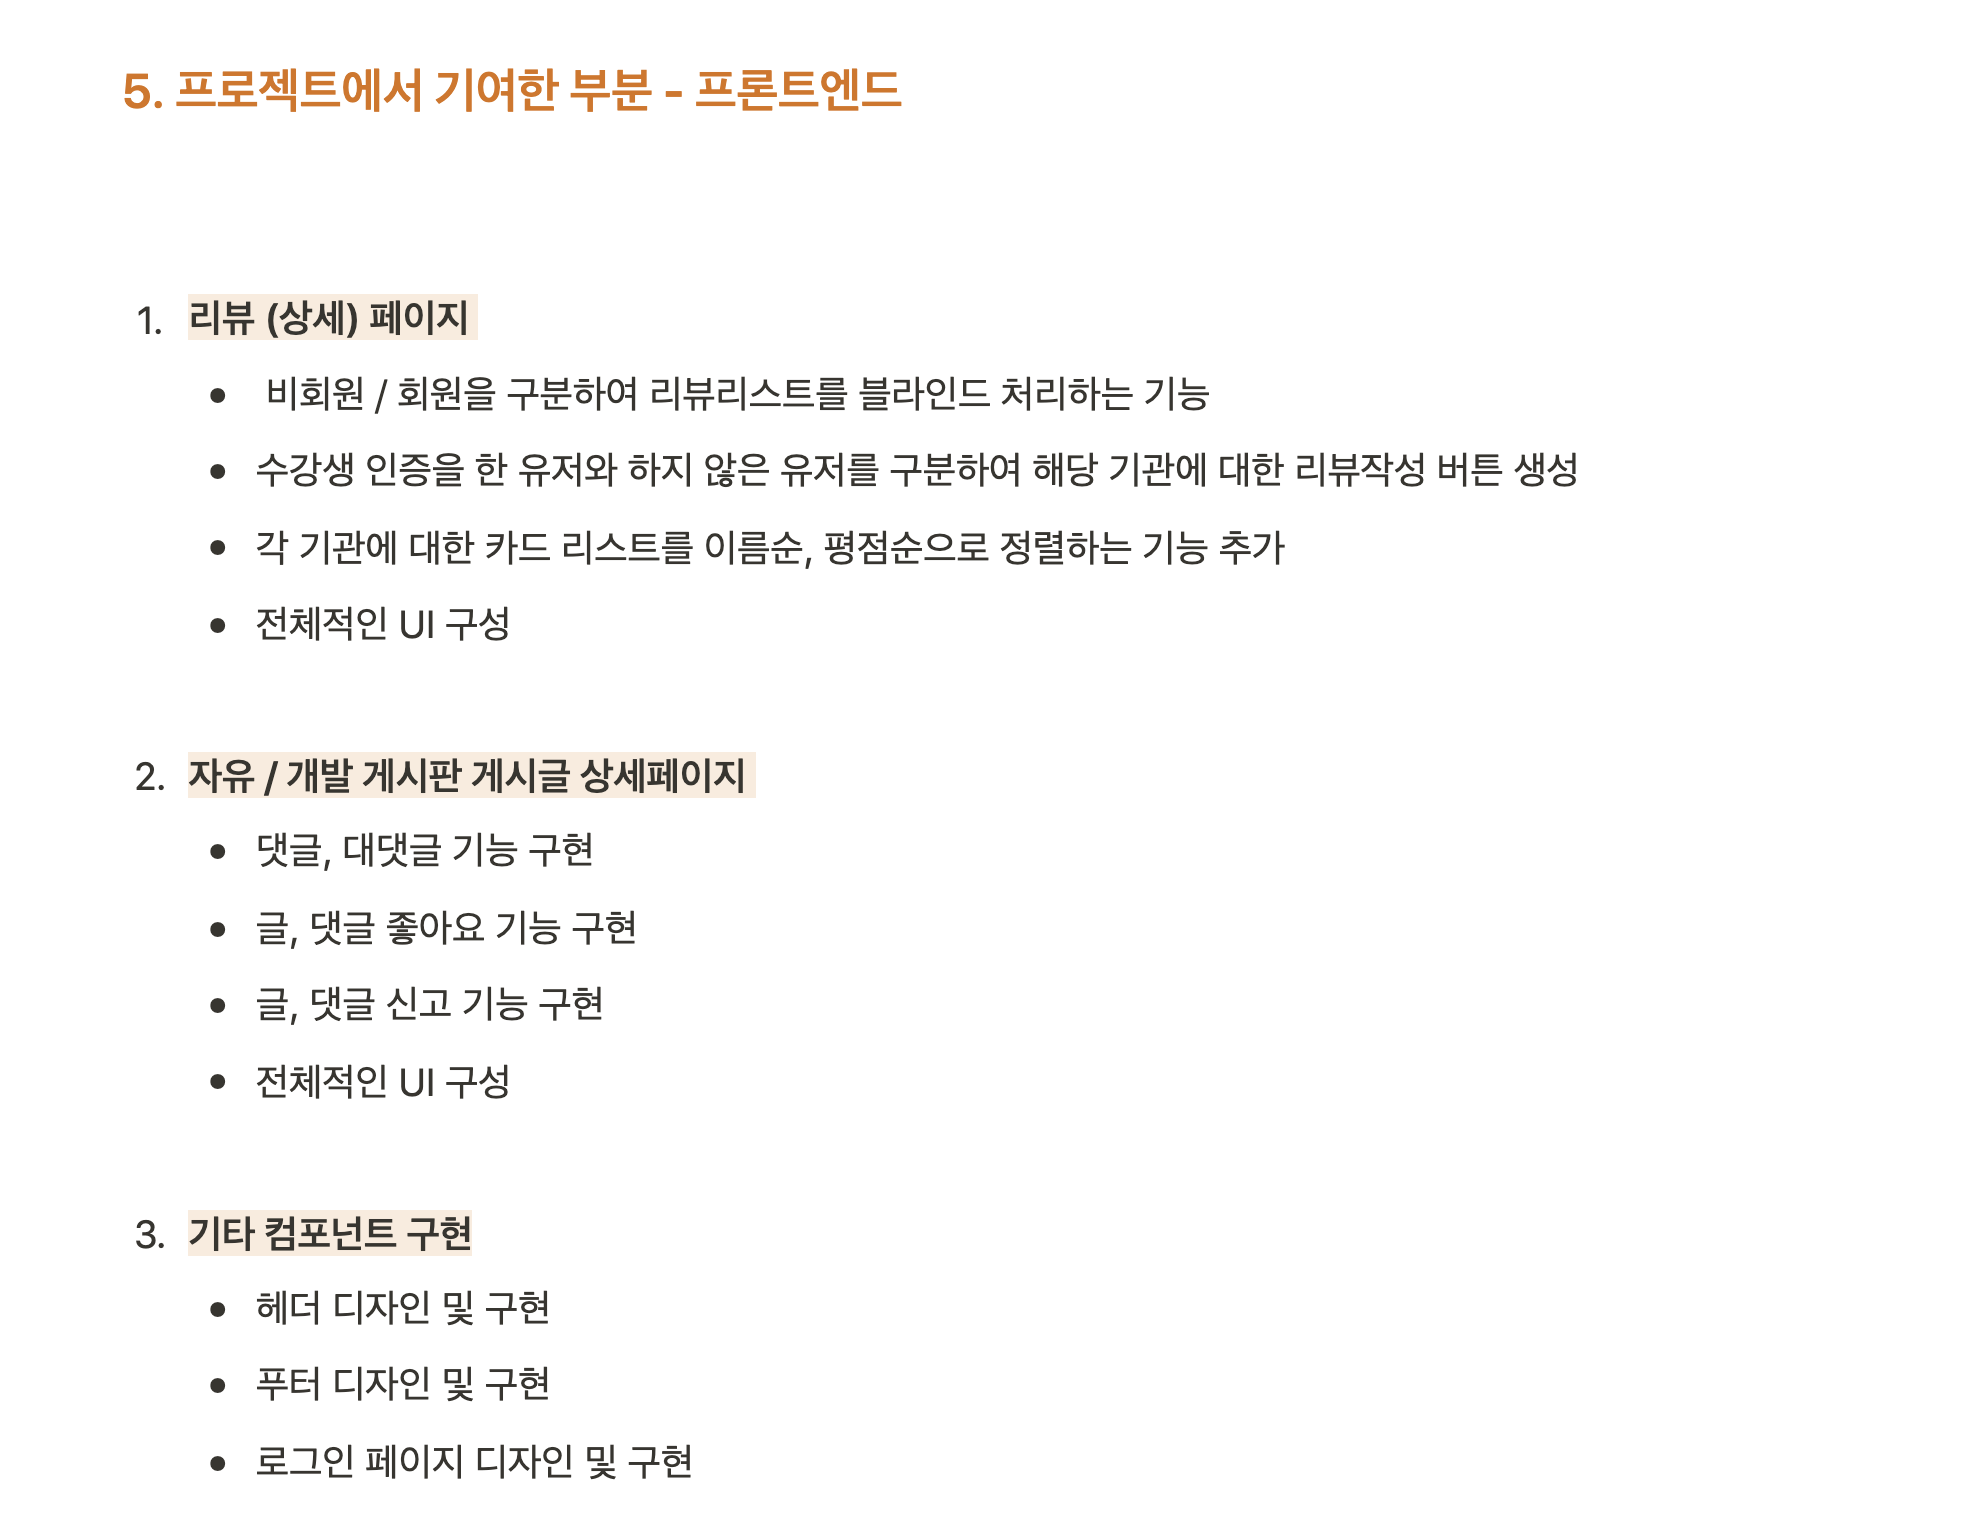 5. 프로젝트에서 기여한 부분 - 프론트엔드
1. 리뷰 (상세) 페이지
● 비회원 / 회원을 구분하여 리뷰리스트를 블라인드 처리하는 기능
● 수강생 인증을 한 유저와 하지 않은 유저를 구분하여 해당 기관에 대한 리뷰작성 버튼 생성
● 각 기관에 대한 카드 리스트를 이름순, 평점순으로 정렬하는 기능 추가
● 전체적인 UI 구성
2. 자유 / 개발 게시판 게시글 상세페이지
● 댓글, 대댓글 기능 구현
● 글, 댓글 좋아요 기능 구현
● 글, 댓글 신고 기능 구현
● 전체적인 UI 구성
3. 기타 컴포넌트 구현
● 헤더 디자인 및 구현
● 푸터 디자인 및 구현
● 로그인 페이지 디자인 및 구현